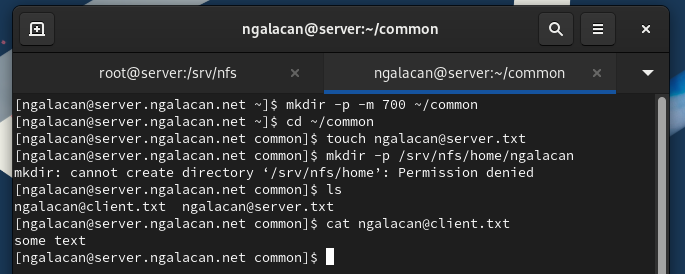 ngalacan@server:~/common
root@server:/srv/nfs
ngalacan@server:~/common
[ngalacan@server.ngalacan.net ~]$ mkdir -p -m 700 ~/common
[ngalacan@server.ngalacan.net ~]$ cd ~/common
[ngalacan@server.ngalacan.net common]$ touch ngalacan@server.txt
[ngalacan@server.ngalacan.net common]$ mkdir -p /srv/nfs/home/ngalacan
mkdir: cannot create directory ‘/srv/nfs/home’: Permission denied
[ngalacan@server.ngalacan.net common]$ ls
ngalacan@client.txt  ngalacan@server.txt
[ngalacan@server.ngalacan.net common]$ cat ngalacan@client.txt
some text
[ngalacan@server.ngalacan.net common]$